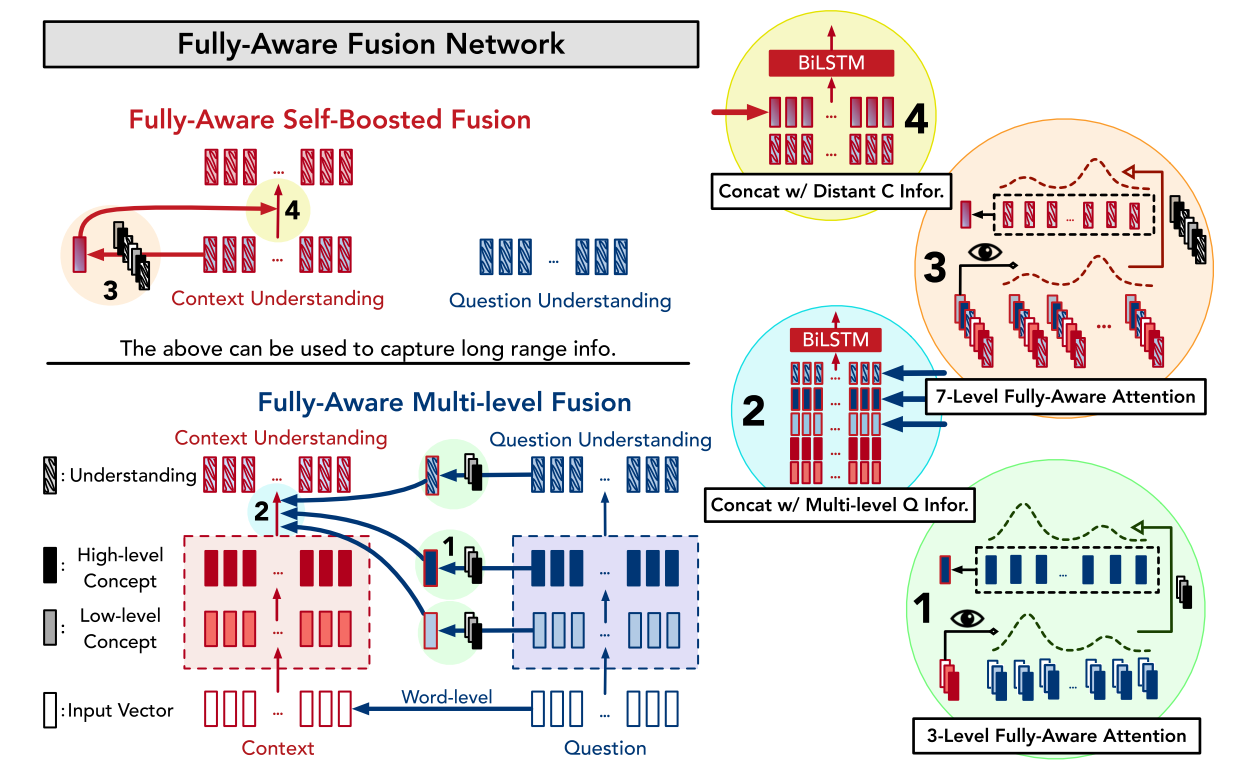 Fully-Aware Fusion Network
Fully-Aware Self-Boosted Fusion
...
4
3
...
...
Context Understanding
Question Understanding
The above can be used to capture long range info.
Fully-Aware Multi-level Fusion
Context Understanding
Question Understanding
: Understanding
...
...
2
1
: High-level
Concept
...
...
: Low-level
Concept
...
...
: Input Vector
...
Word-level
...
Context
Question
BiLSTM
...
4
...
Concat w/ Distant C Infor.
...
3
...
7-Level Fully-Aware Attention
BiLSTM
...
2
...
...
...
...
Concat w/ Multi-level Q Infor.
...
1
...
3-Level Fully-Aware Attention